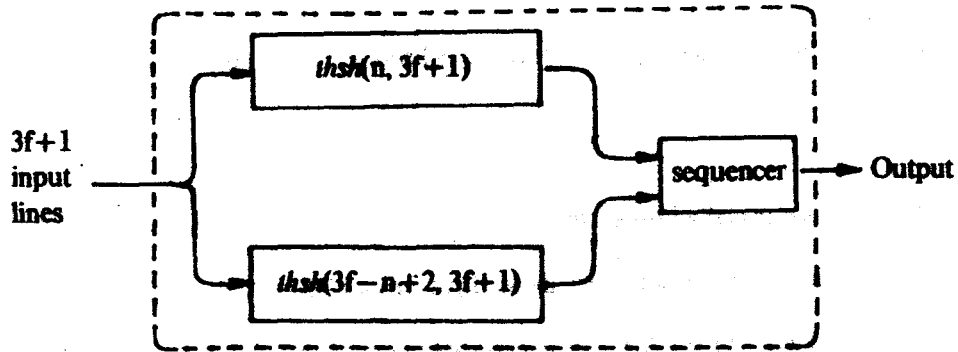 thsh(n, 3f+1)
3f+1
input
lines
sequencer
Output
thsh(3f−n+2, 3f+1)